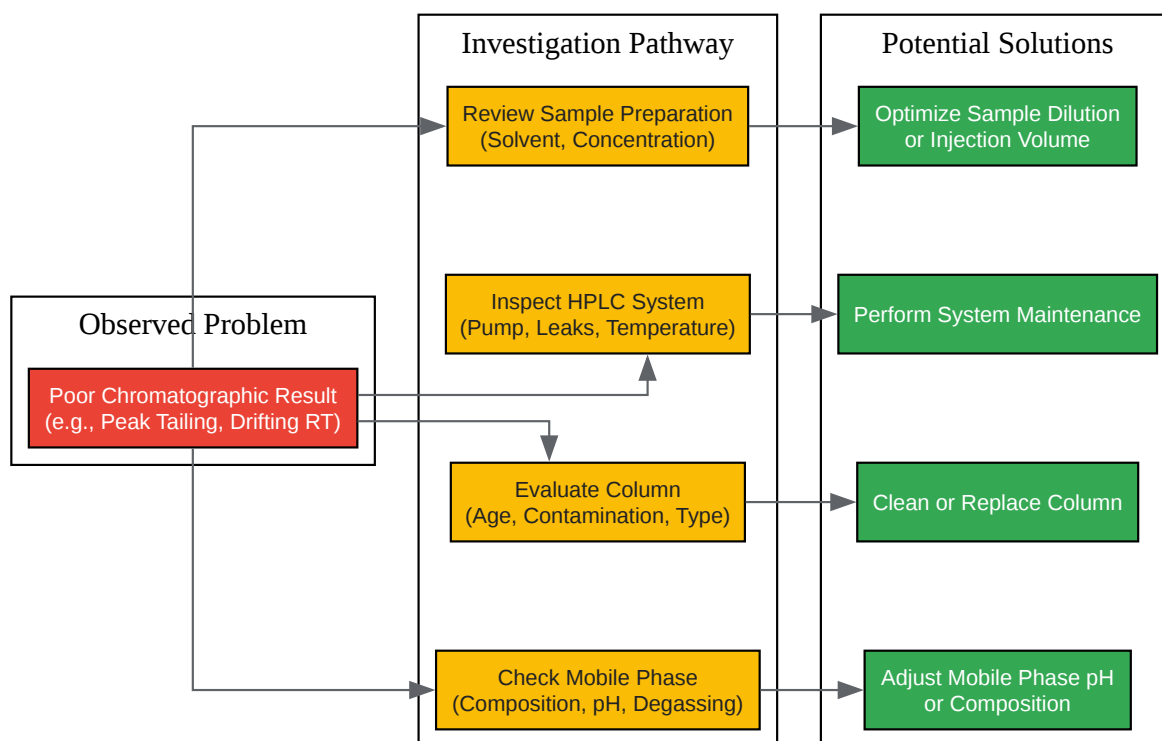 Investigation Pathway
Potential Solutions
Review Sample Preparation
(Solvent, Concentration)
Optimize Sample Dilution
or Injection Volume
Observed Problem
Inspect HPLC System
(Pump, Leaks, Temperature)
Perform System Maintenance
Poor Chromatographic Result
(e.g., Peak Tailing, Drifting RT)
Evaluate Column
(Age, Contamination, Type)
Clean or Replace Column
Check Mobile Phase
(Composition, pH, Degassing)
Adjust Mobile Phase pH
or Composition